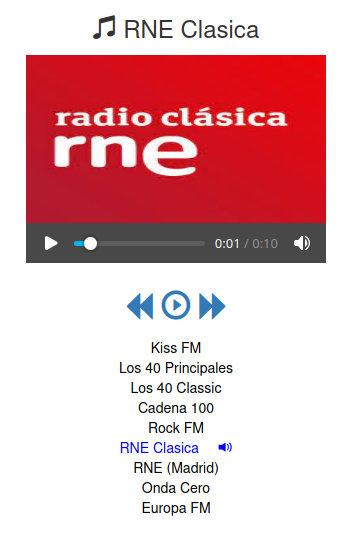 RNE Clasica
radio clásica
rne
0:01 / 0:10
Kiss FM
Los 40 Principales
Los 40 Classic
Cadena 100
Rock FM
RNE Clasica
RNE (Madrid)
Onda Cero
Europa FM